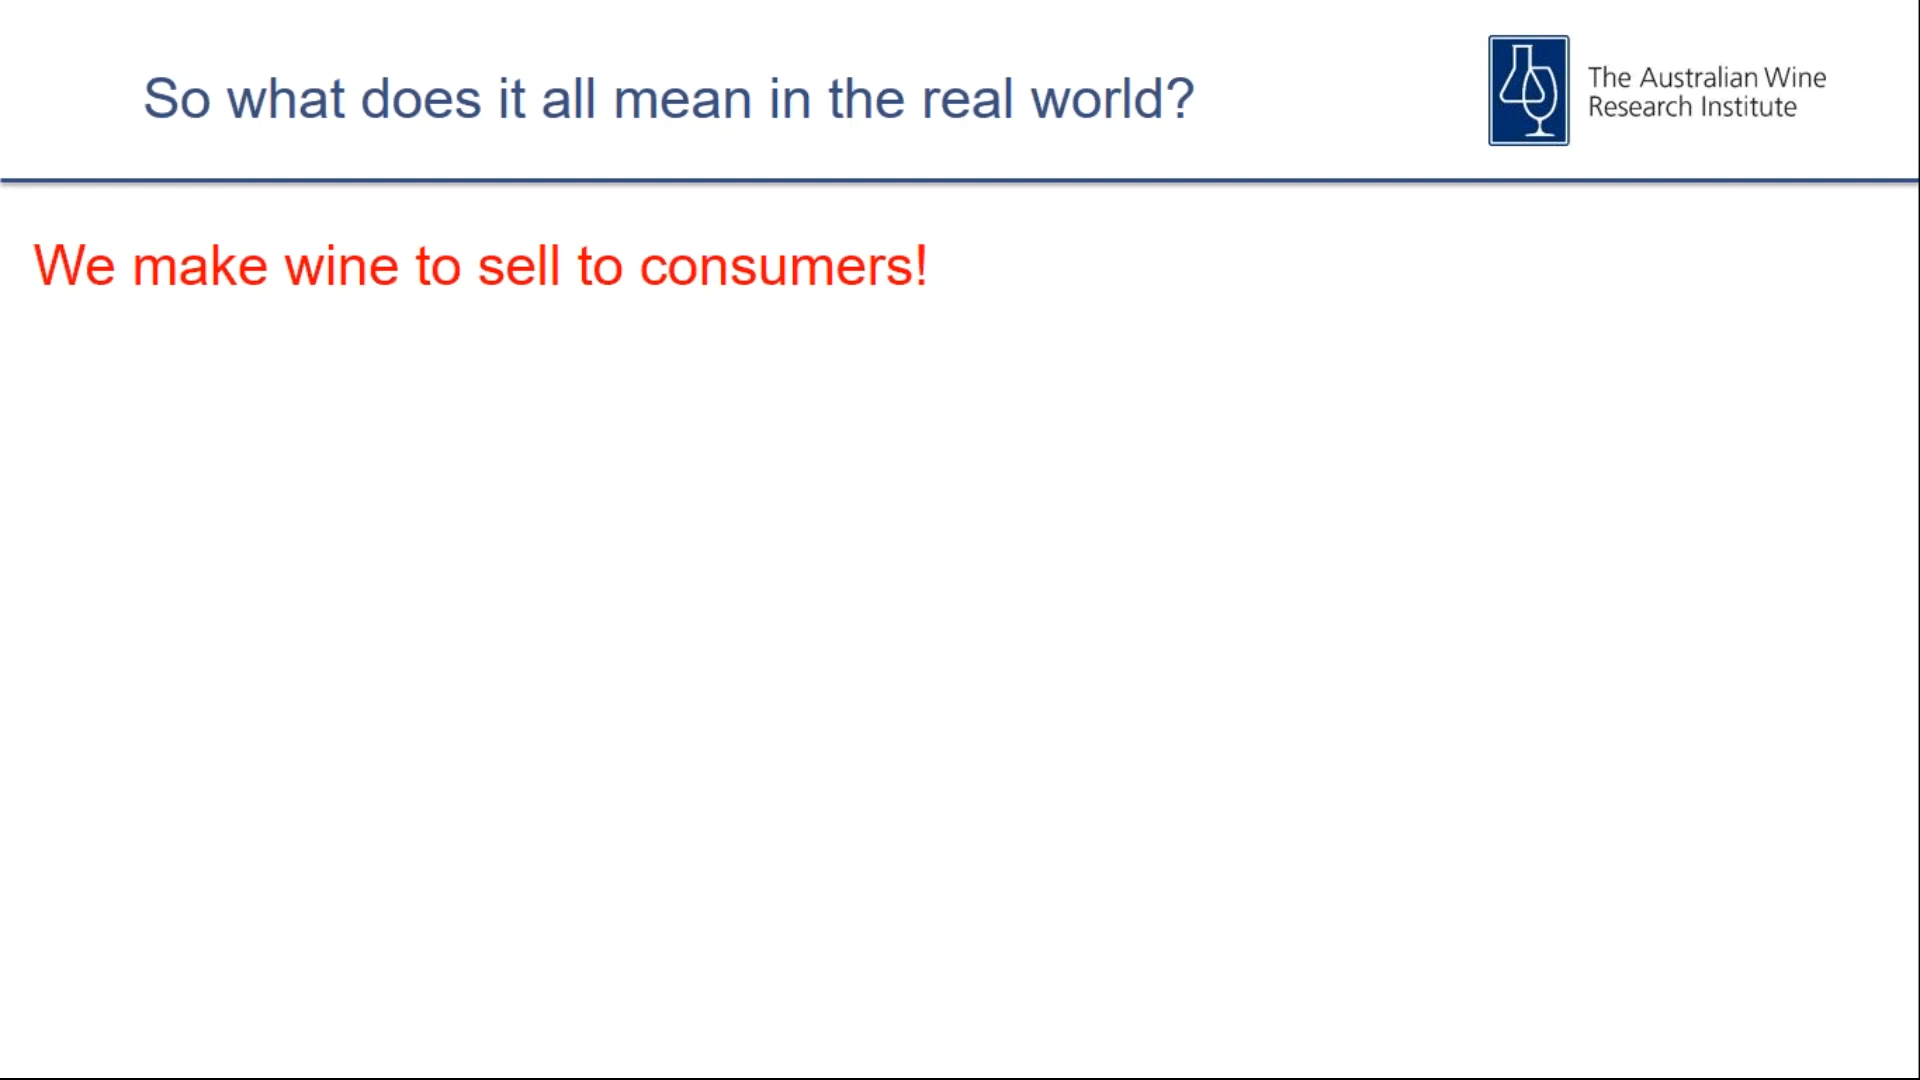 So what does it all mean in the real world?
The Australian Wine
Research Institute
We make wine to sell to consumers!